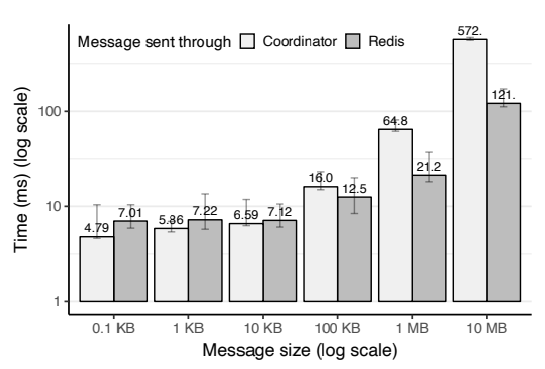 572.
Message sent through Coordinator Redis
121.
100
64.8
21.2
16.0 12.5
10
4.79 7.01 5.86 7.22 6.59 7.12
1
0.1 KB 1 KB 10 KB 100 KB 1 MB 10 MB
Message size (log scale)
Time (ms) (log scale)